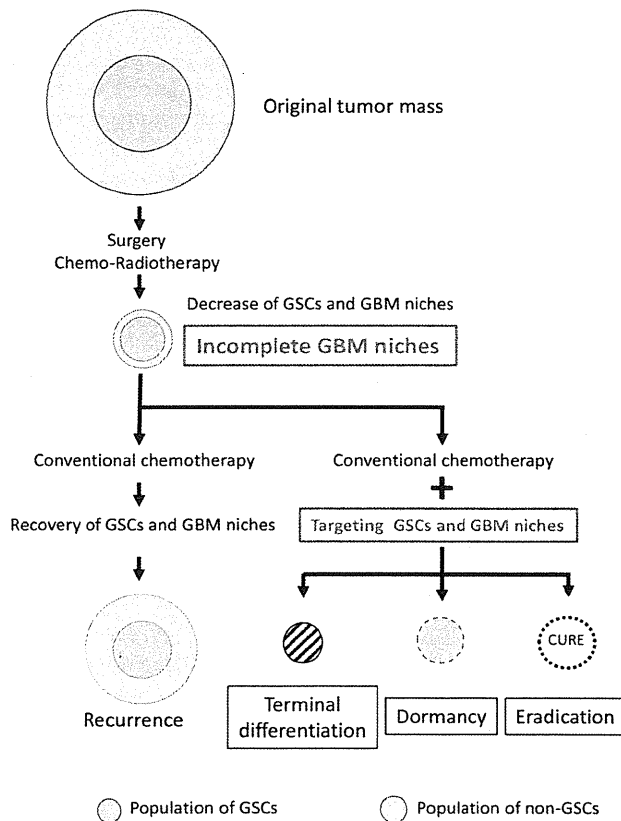 Original tumor mass
Surgery
Chemo-Radiotherapy
Decrease of GSCs and GBM niches
Incomplete GBM niches
Conventional chemotherapy
Recovery of GSCs and GBM niches
Recurrence
Conventional chemotherapy
+
Targeting GSCs and GBM niches
Terminal
differentiation
Dormancy
CURE
Eradication
Population of GSCs
Population of non-GSCs